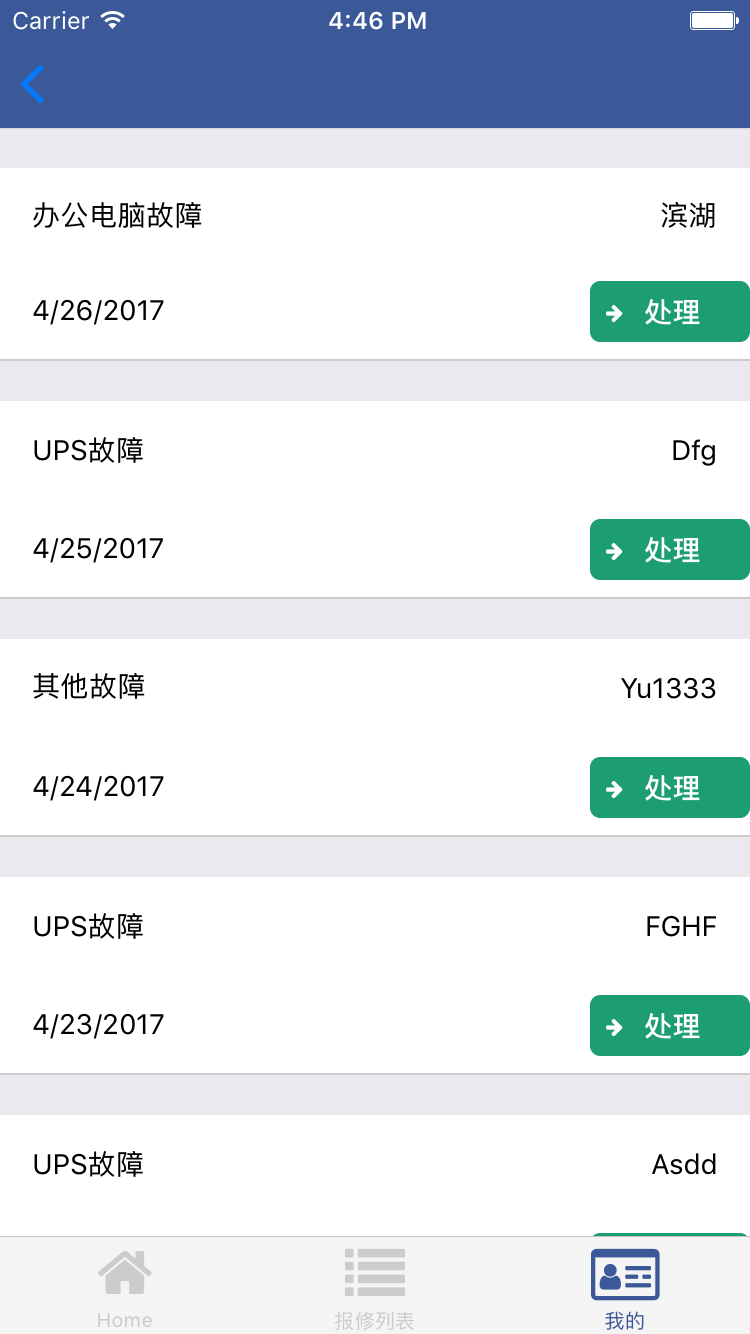 Carrier 4:46 PM
办公电脑故障 滨湖
4/26/2017 处理
UPS故障 Dfg
4/25/2017 处理
其他故障 Yu1333
4/24/2017 处理
UPS故障 FGHF
4/23/2017 处理
UPS故障 Asdd
Home 报修列表 我的